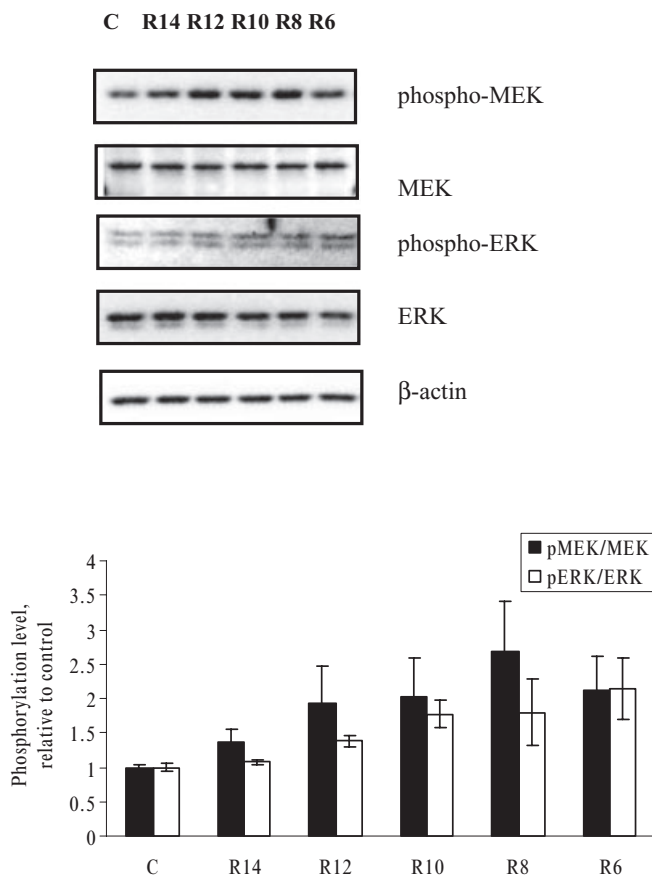 C R14 R12 R10 R8 R6
phospho-MEK
MEK
phospho-ERK
ERK
β-actin
pMEK/MEK
pERK/ERK
Phosphorylation level,
relative to control
4
3.5
3
2.5
2
1.5
1
0.5
0
C R14 R12 R10 R8 R6